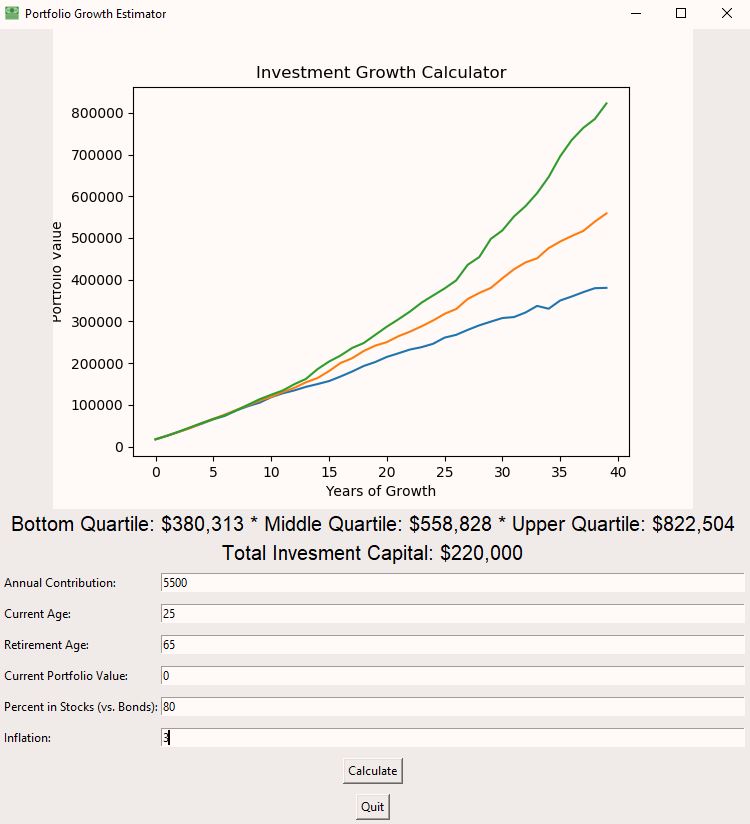 Portfolio Growth Estimator
Investment Growth Calculator
800000
700000
600000
500000
400000
300000
200000
100000
0
Portfolio Value
0 5 10 15 20 25 30 35 40
Years of Growth
Bottom Quartile: $380,313 * Middle Quartile: $558,828 * Upper Quartile: $822,504
Total Invesment Capital: $220,000
Annual Contribution: 5500
Current Age: 25
Retirement Age: 65
Current Portfolio Value: 0
Percent in Stocks (vs. Bonds): 80
Inflation: 3
Calculate
Quit